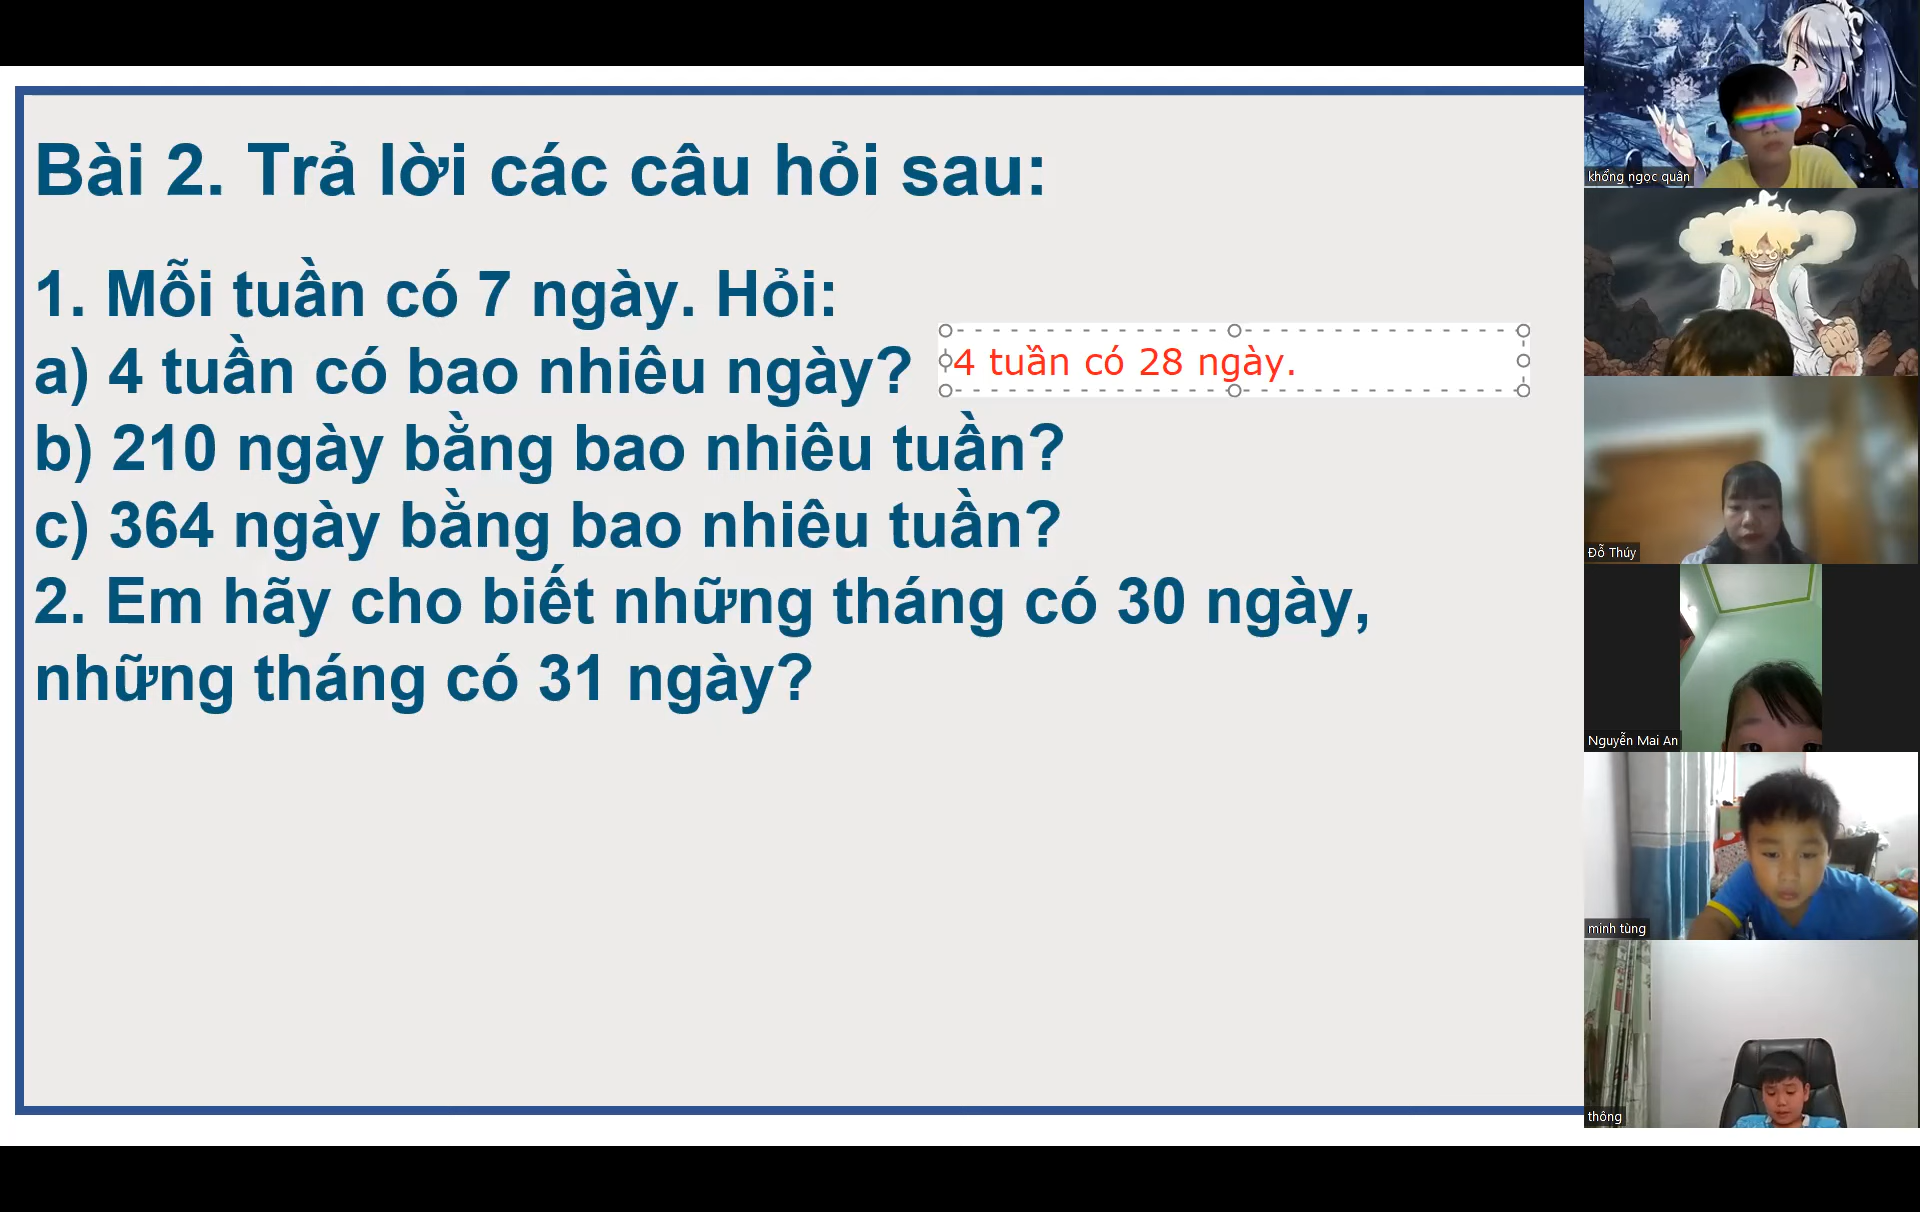 Bài 2. Trả lời các câu hỏi sau:
1. Mỗi tuần có 7 ngày. Hỏi:
a) 4 tuần có bao nhiêu ngày?
4 tuần có 28 ngày.
b) 210 ngày bằng bao nhiêu tuần?
c) 364 ngày bằng bao nhiêu tuần?
2. Em hãy cho biết những tháng có 30 ngày,
những tháng có 31 ngày?
khổng ngọc quân
Đỗ Thúy
Nguyễn Mai An
minh tùng
thông